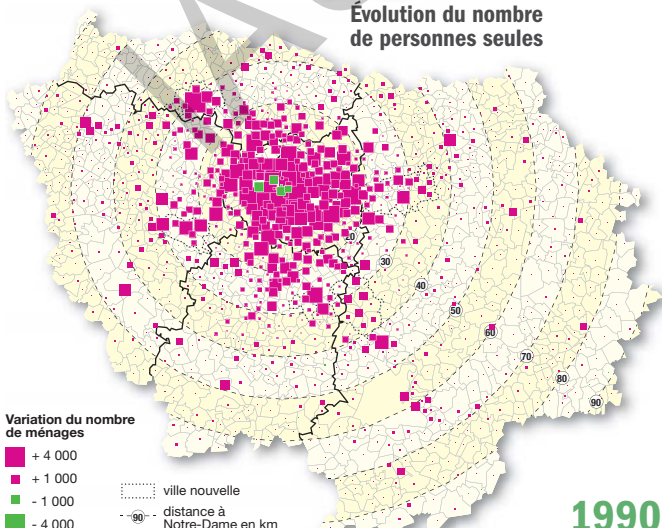 Évolution du nombre
de personnes seules
30
40
50
60
70
80
90
Variation du nombre
de ménages
+ 4 000
+ 1 000
- 1 000
- 4 000
ville nouvelle
90 distance à
Notre-Dame en km
1990